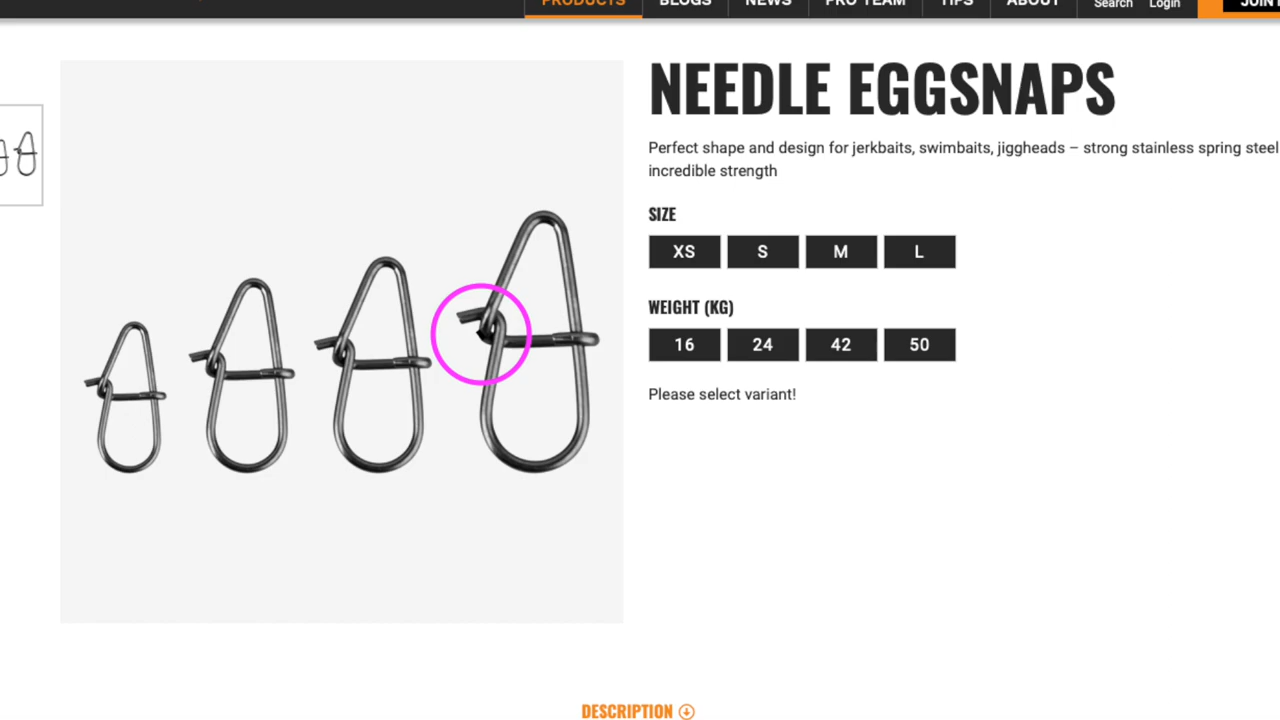 PRODUCTS BLOGS NEWS PRO TEAM TIPS ABOUT Search Login JOIN
NEEDLE EGGSNAPS
Perfect shape and design for jerkbaits, swimbaits, jiggheads – strong stainless spring steel
incredible strength
SIZE
XS S M L
WEIGHT (KG)
16 24 42 50
Please select variant!
DESCRIPTION